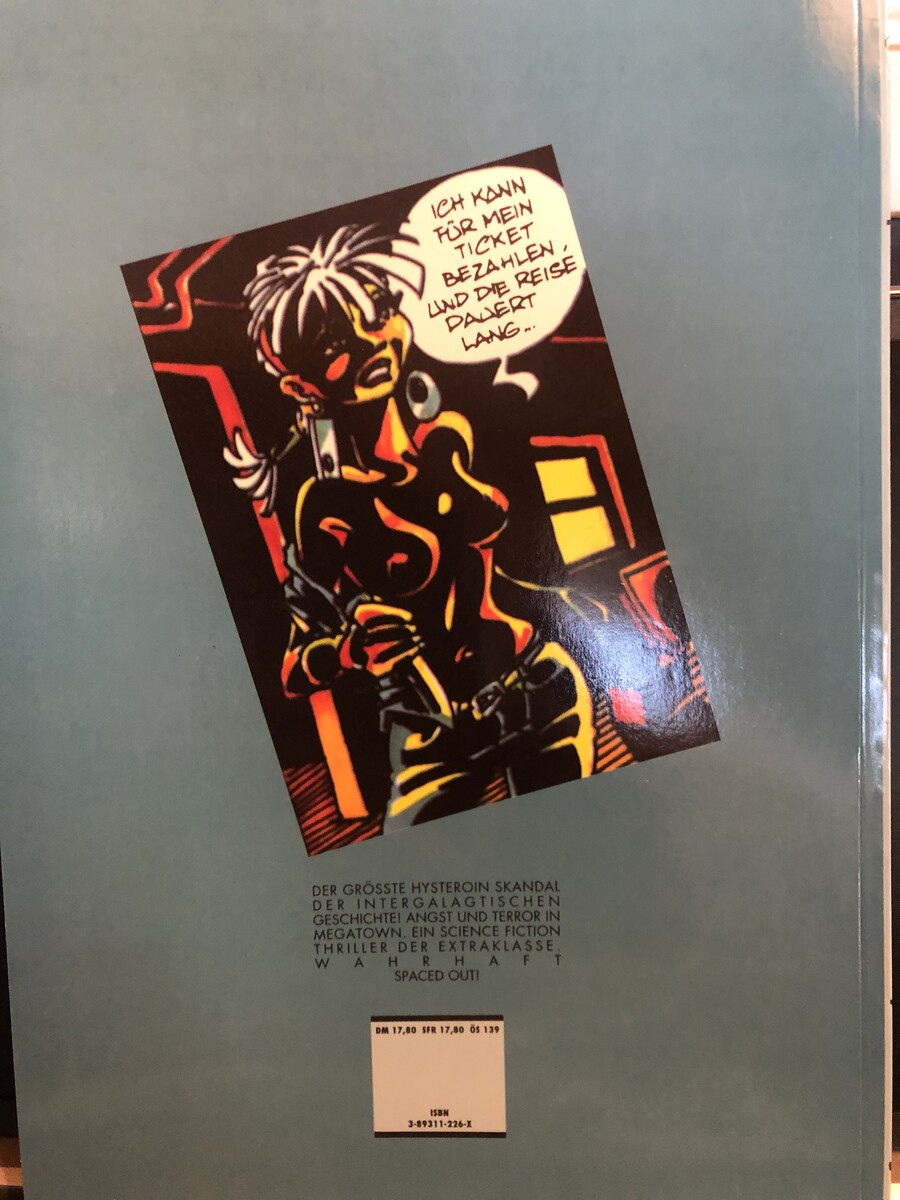 ICH KANN
FÜR MEIN
TICKET
BEZAHLEN,
UND DIE REISE
DAUERT
LANG...
DER GRÖSSTE HYSTEROIN SKANDAL
DER INTERGALAGTISCHEN
GESCHICHTE! ANGST UND TERROR IN
MEGATOWN. EIN SCIENCE FICTION
THRILLER DER EXTRAKLASSE.
WAHRHAFT
SPACED OUT!
DM 17,80 SFR 17,80 ÖS 139
ISBN
3-89311-226-X